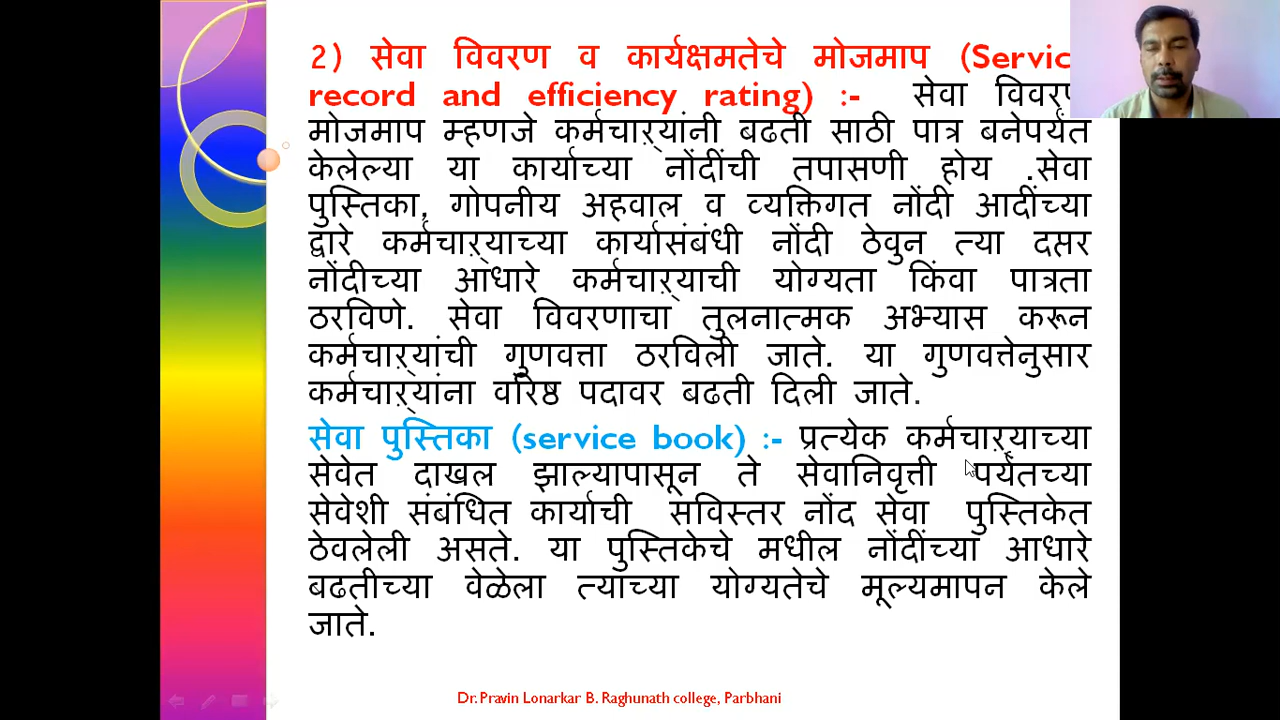 2) सेवा विवरण व कार्यक्षमतेचे मोजमाप (Servic
record and efficiency rating) :- सेवा विवरण
मोजमाप म्हणजे कर्मचाऱ्यांनी बढती साठी पात्र बनेपर्यंत
केलेल्या या कार्याच्या नोंदींची तपासणी होय .सेवा
पुस्तिका, गोपनीय अहवाल व व्यक्तिगत नोंदी आदींच्या
द्वारे कर्मचाऱ्याच्या कार्यासंबंधी नोंदी ठेवुन त्या दप्तर
नोंदीच्या आधारे कर्मचाऱ्याची योग्यता किंवा पात्रता
ठरविणे. सेवा विवरणाचा तुलनात्मक अभ्यास करून
कर्मचाऱ्यांची गुणवत्ता ठरविली जाते. या गुणवत्तेनुसार
कर्मचाऱ्यांना वरिष्ठ पदावर बढती दिली जाते.
सेवा पुस्तिका (service book) :- प्रत्येक कर्मचाऱ्याच्या
सेवेत दाखल झाल्यापासून ते सेवानिवृत्ती पर्यंतच्या
सेवेशी संबंधित कार्याची सविस्तर नोंद सेवा पुस्तिकेत
ठेवलेली असते. या पुस्तिकेचे मधील नोंदींच्या आधारे
बढतीच्या वेळेला त्याच्या योग्यतेचे मूल्यमापन केले
जाते.
Dr. Pravin Lonarkar B. Raghunath college, Parbhani